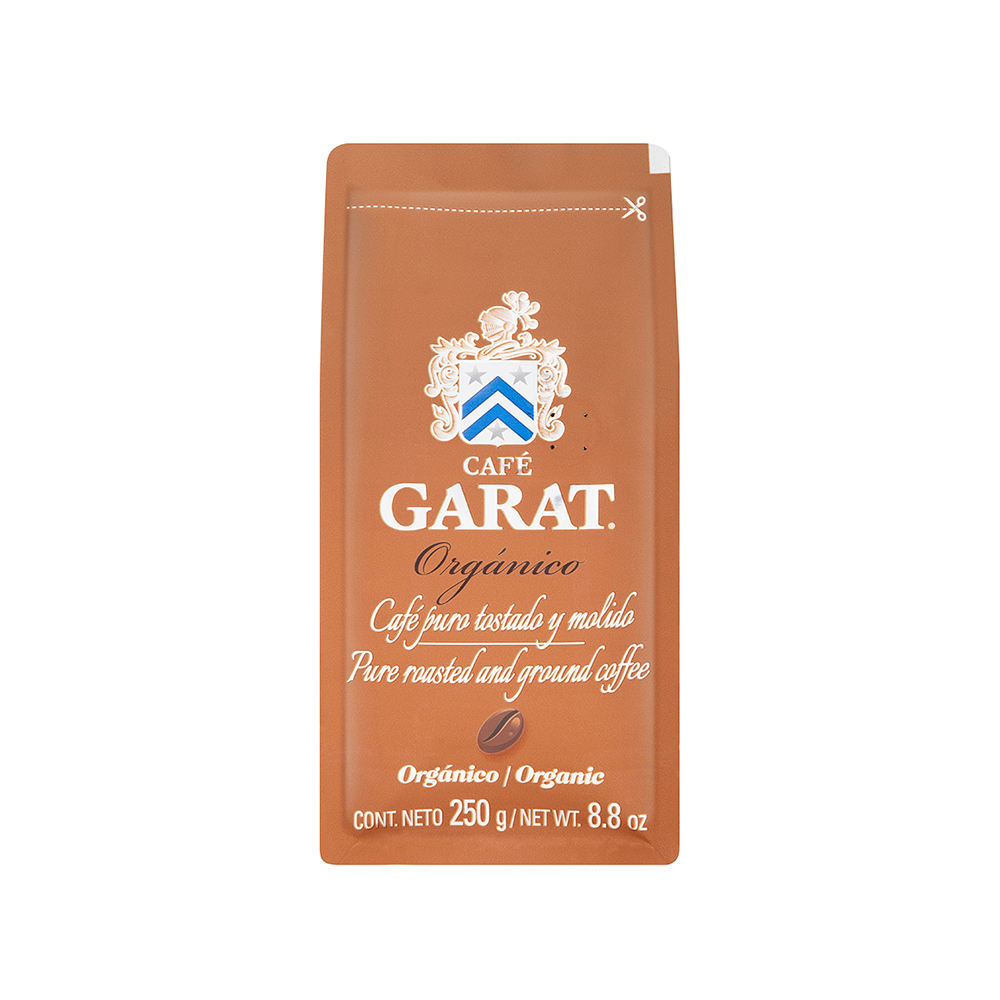 CAFÉ
GARAT.
Orgánico
Café puro tostado y molido
Pure roasted and ground coffee
Orgánico / Organic
CONT. NETO 250 g / NET WT. 8.8 oz